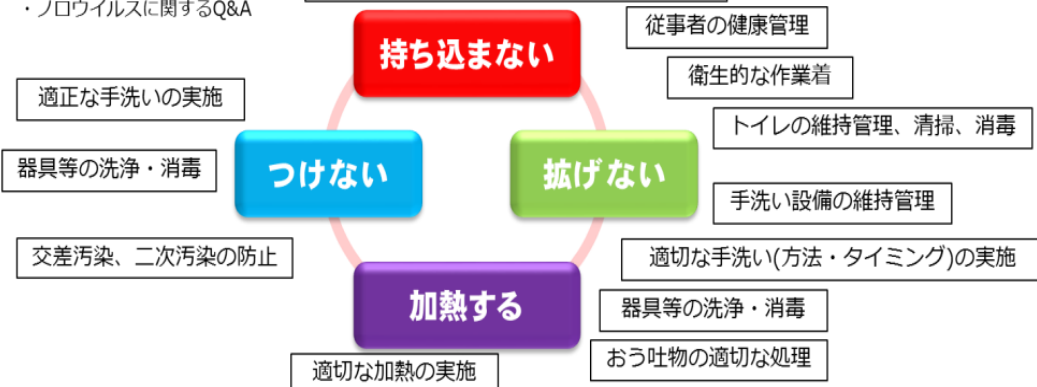 ・ノロウイルスに関するQ&A
持ち込まない
従事者の健康管理
衛生的な作業着
適正な手洗いの実施
トイレの維持管理、清掃、消毒
器具等の洗浄・消毒
つけない
拡げない
手洗い設備の維持管理
交差汚染、二次汚染の防止
適切な手洗い(方法・タイミング)の実施
加熱する
器具等の洗浄・消毒
おう吐物の適切な処理
適切な加熱の実施